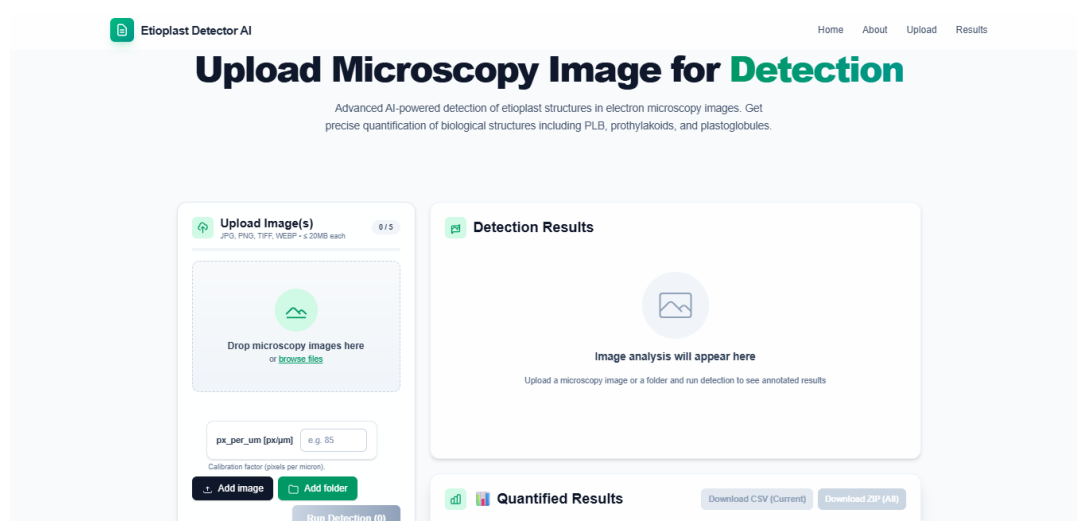 Etioplast Detector AI
Home About Upload Results
Upload Microscopy Image for Detection
Advanced AI-powered detection of etioplast structures in electron microscopy images. Get
precise quantification of biological structures including PLB, prothylakoids, and plastoglobules.
Upload Image(s)
JPG, PNG, TIFF, WEBP • ≤ 20MB each
0 / 5
Drop microscopy images here
or browse files
px_per_um [px/µm] e.g. 85
Calibration factor (pixels per micron).
Add image Add folder
Run Detection (0)
Detection Results
Image analysis will appear here
Upload a microscopy image or a folder and run detection to see annotated results
Quantified Results
Download CSV (Current) Download ZIP (All)